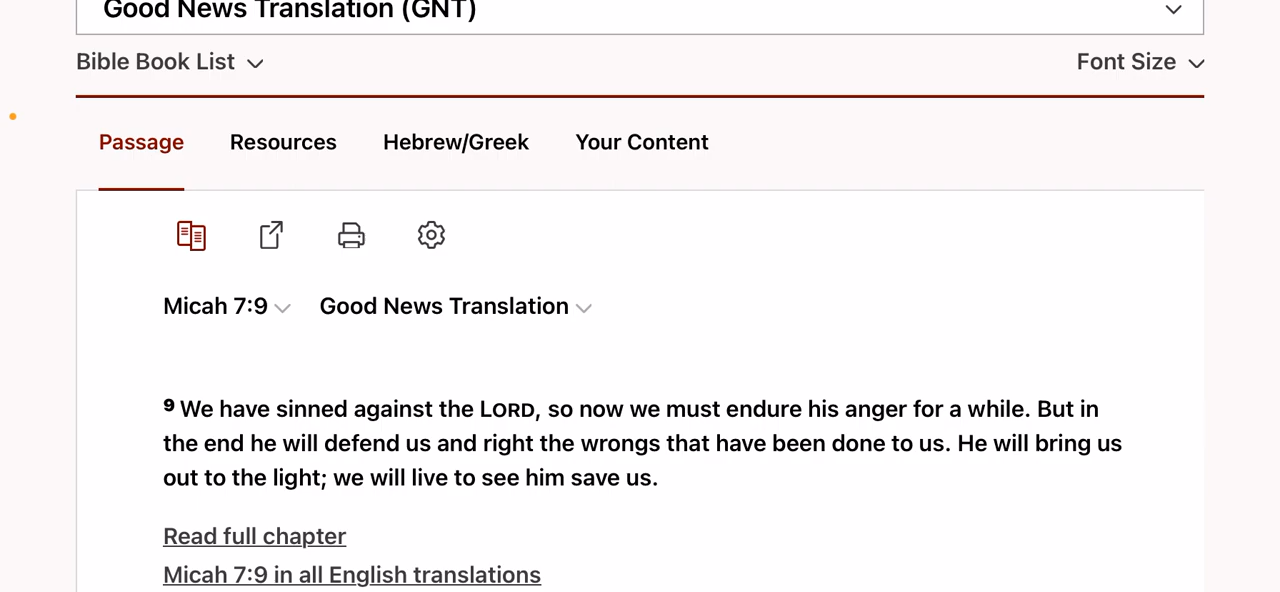 Good News Translation (GNT)
Bible Book List
Font Size
Passage Resources Hebrew/Greek Your Content
Micah 7:9 Good News Translation
9 We have sinned against the LORD, so now we must endure his anger for a while. But in
the end he will defend us and right the wrongs that have been done to us. He will bring us
out to the light; we will live to see him save us.
Read full chapter
Micah 7:9 in all English translations